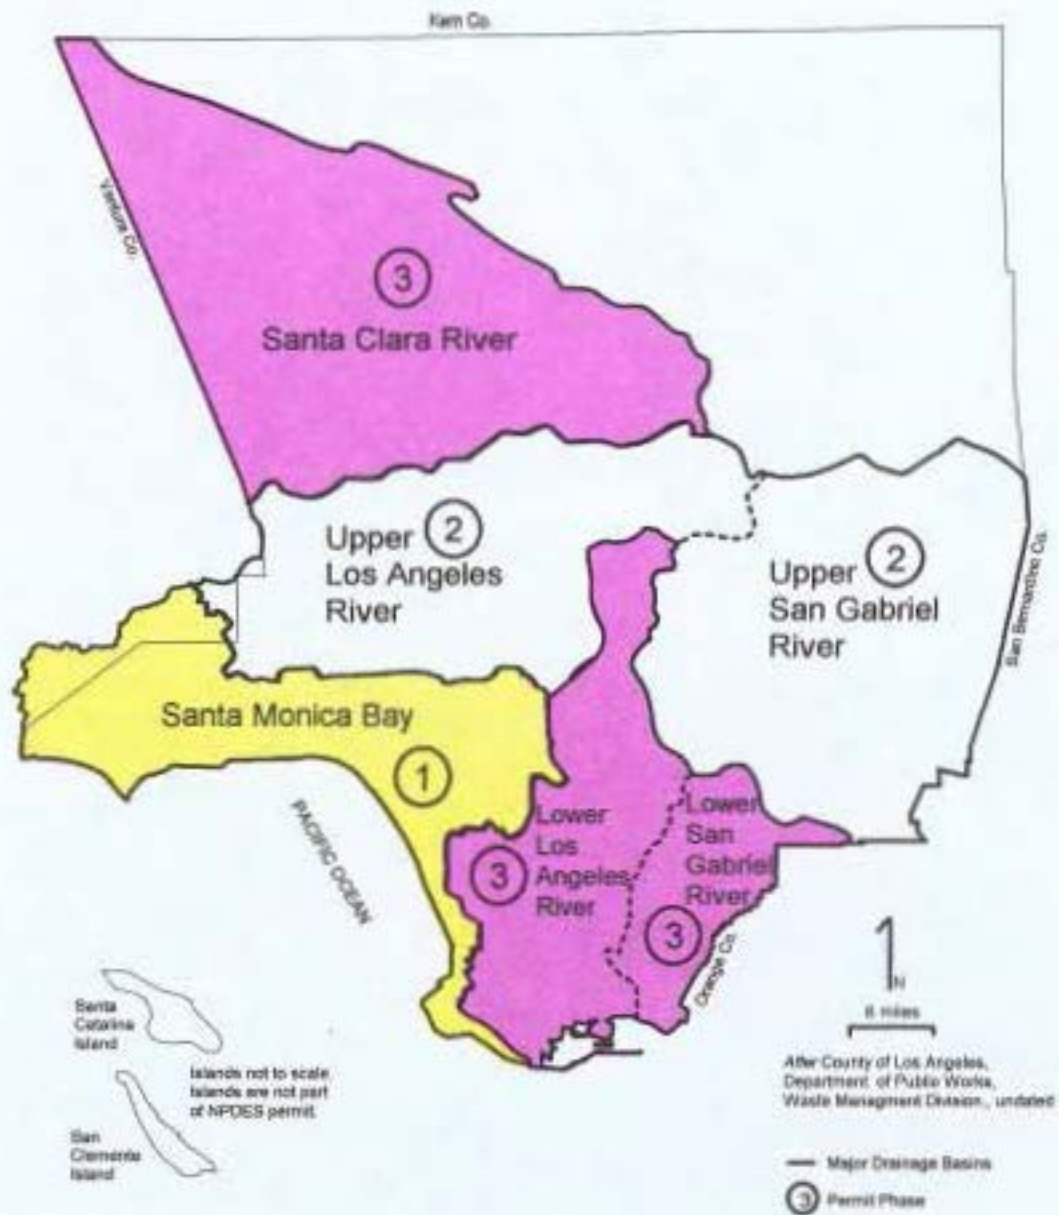 Kern Co.
Ventura Co.
3
Santa Clara River
Upper 2
Los Angeles
River
Upper 2
San Gabriel
River
San Bernardino Co.
Santa Monica Bay
1
PACIFIC OCEAN
Lower
Los
Angeles
River
3
Lower
San
Gabriel
River
3
Orange Co.
N
8 miles
Santa
Catalina
Island
Islands not to scale
Islands are not part
of NPDES permit.
San
Clemente
Island
After County of Los Angeles,
Department of Public Works,
Waste Managment Division., undated
Major Drainage Basins
3 Permit Phase